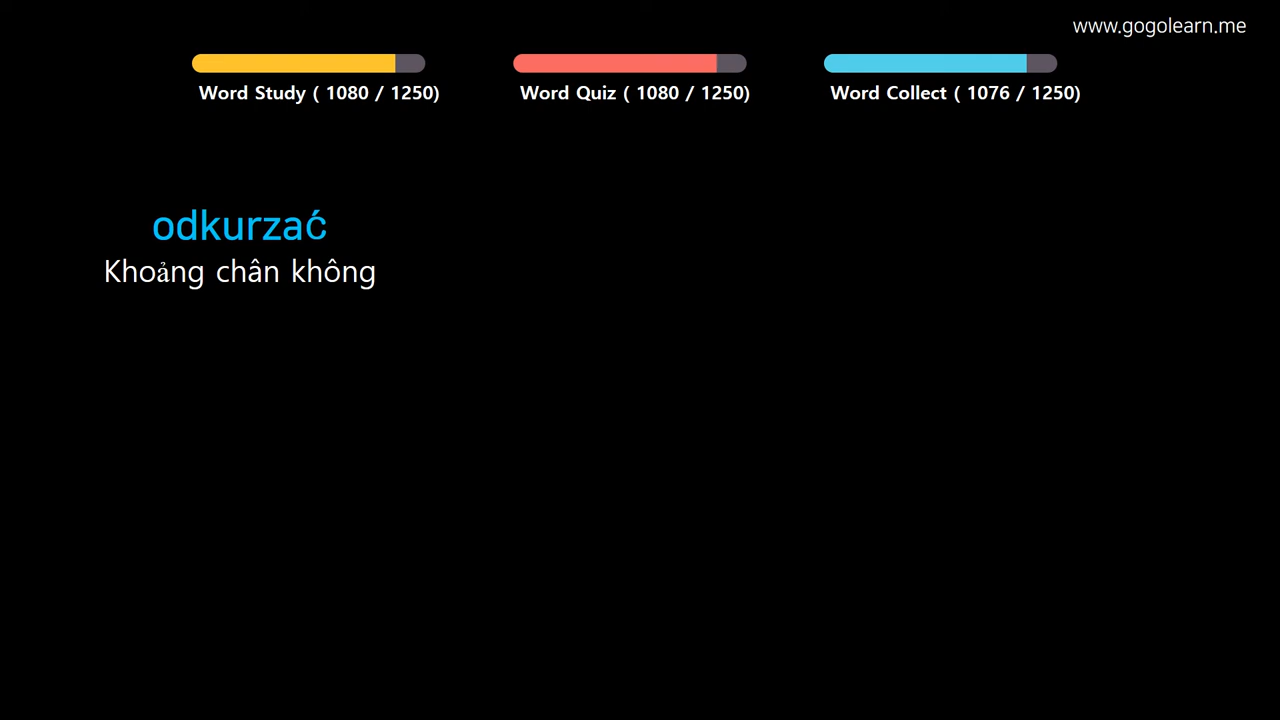 www.gogolearn.me
Word Study ( 1080 / 1250)
Word Quiz ( 1080 / 1250)
Word Collect ( 1076 / 1250)
odkurzać
Khoảng chân không